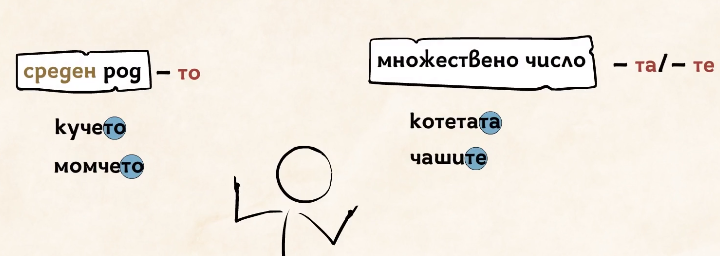 среден род – то
кучето
момчето
множествено число – та/– те
котетата
чашите